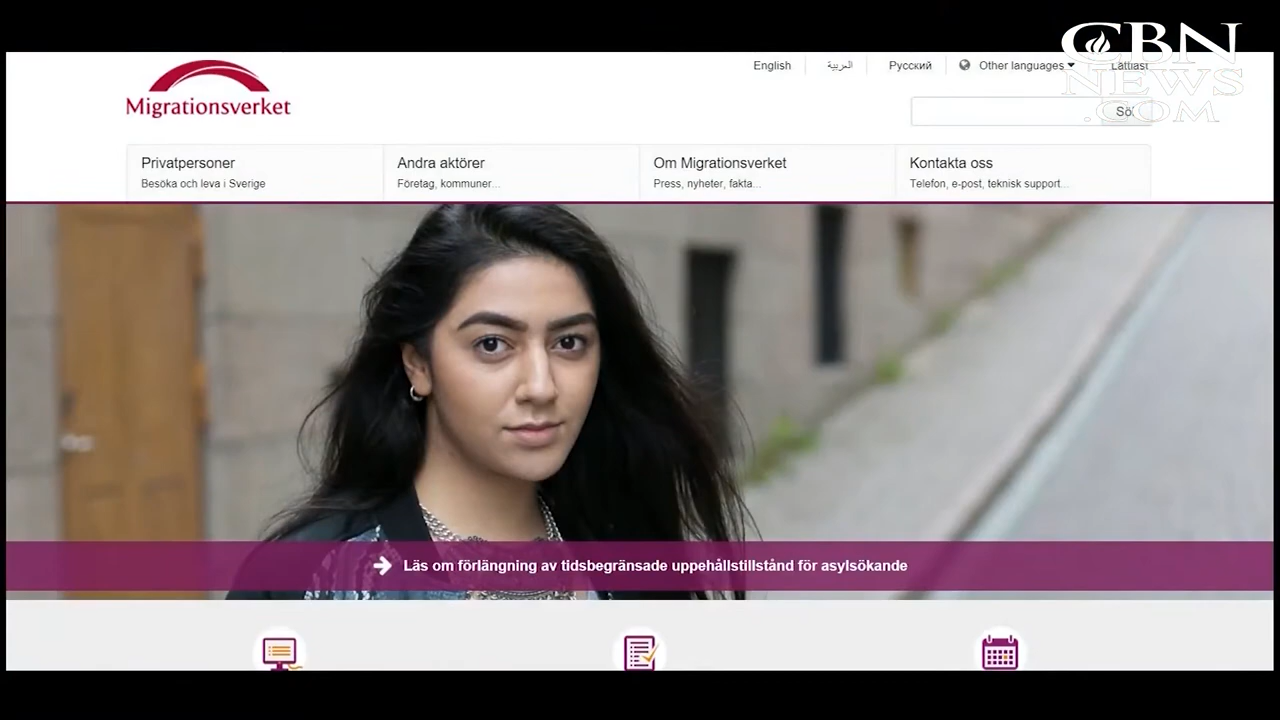 CBN
NEWS
.COM
Migrationsverket
English
العربية
Русский
Other languages
Lättläst
Sök
Privatpersoner
Besöka och leva i Sverige
Andra aktörer
Företag, kommuner...
Om Migrationsverket
Press, nyheter, fakta...
Kontakta oss
Telefon, e-post, teknisk support...
Läs om förlängning av tidsbegränsade uppehållstillstånd för asylsökande